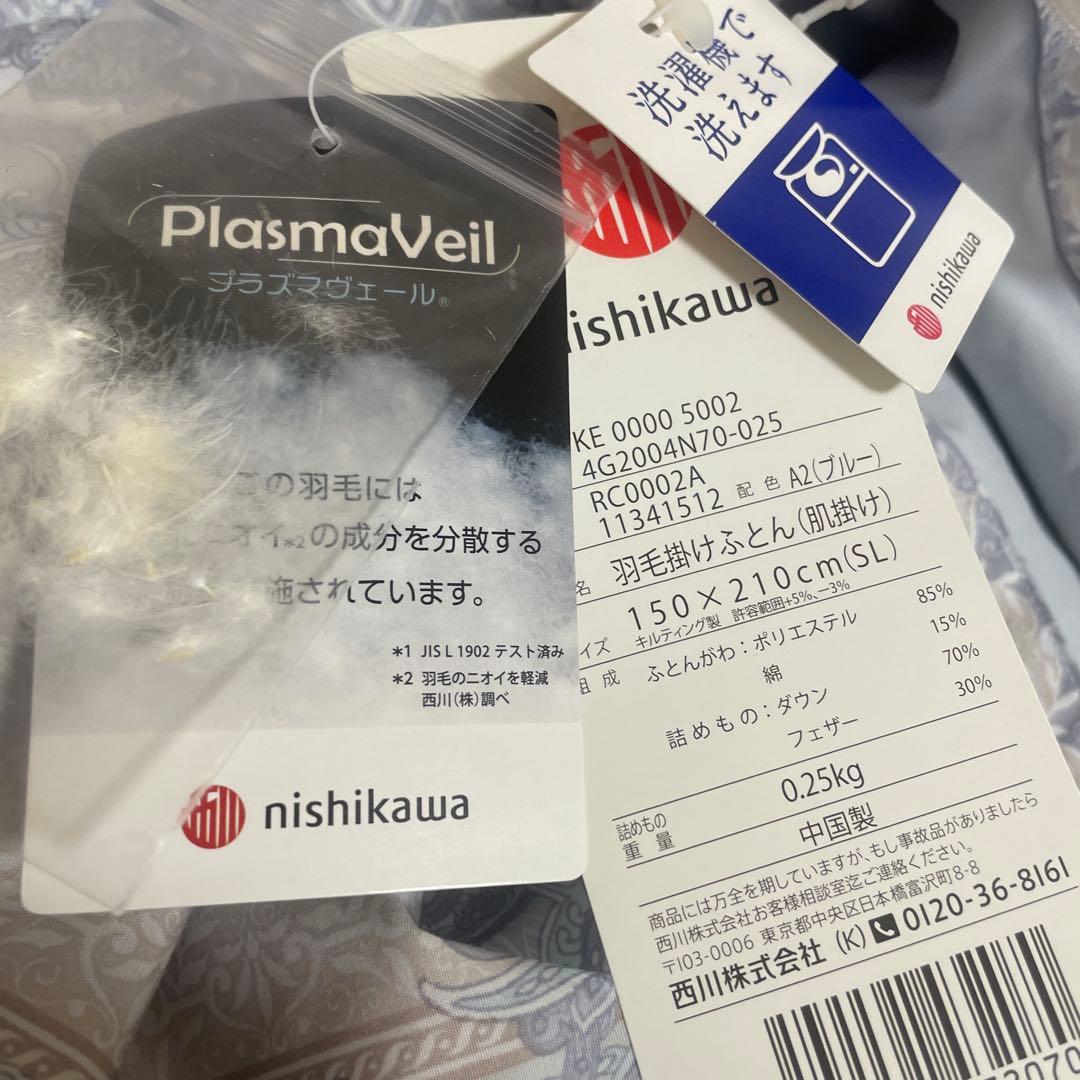 洗濯機で
洗えます
nishikawa
PlasmaVeil
プラズマヴェール®
この羽毛には
ニオイ*2の成分を分散する
施されています。
*1 JIS L 1902 テスト済み
*2 羽毛のニオイを軽減
西川(株)調べ
nishikawa
nishikawa
KE 0000 5002
4G2004N70-025
RC0002A
11341512 配色 A2(ブルー)
名 羽毛掛けふとん(肌掛け)
イズ 150×210cm(SL)
キルティング製 許容範囲+5%、-3%
組成 ふとんがわ:ポリエステル 85%
綿 15%
詰めもの:ダウン 70%
フェザー 30%
詰めもの
重量 0.25kg
中国製
商品には万全を期していますが、もし事故品がありましたら
西川株式会社お客様相談室迄ご連絡ください。
〒103-0006 東京都中央区日本橋富沢町8-8
西川株式会社 (K) 0120-36-8161